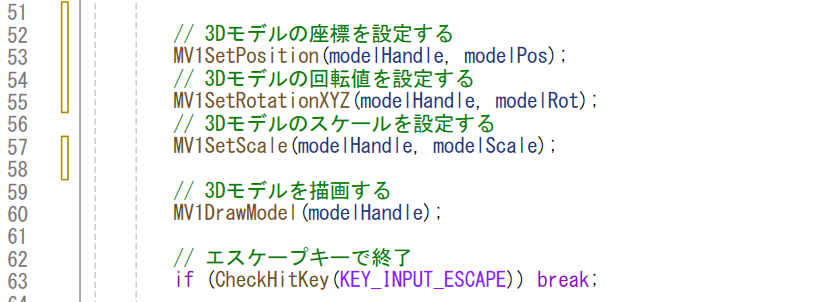 51
52 // 3Dモデルの座標を設定する
53 MV1SetPosition(modelHandle, modelPos);
54 // 3Dモデルの回転値を設定する
55 MV1SetRotationXYZ(modelHandle, modelRot);
56 // 3Dモデルのスケールを設定する
57 MV1SetScale(modelHandle, modelScale);
58
59 // 3Dモデルを描画する
60 MV1DrawModel(modelHandle);
61
62 // エスケープキーで終了
63 if (CheckHitKey(KEY_INPUT_ESCAPE)) break;